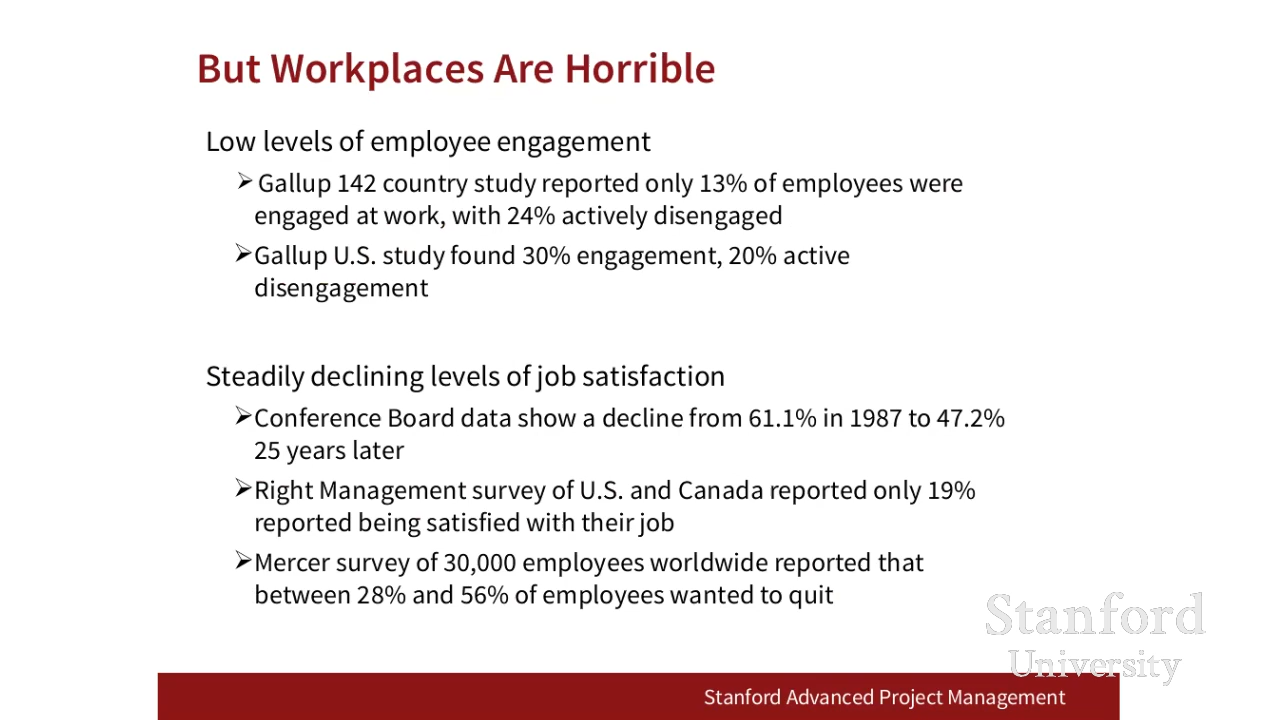 But Workplaces Are Horrible
Low levels of employee engagement
➢ Gallup 142 country study reported only 13% of employees were
engaged at work, with 24% actively disengaged
➢ Gallup U.S. study found 30% engagement, 20% active
disengagement
Steadily declining levels of job satisfaction
➢ Conference Board data show a decline from 61.1% in 1987 to 47.2%
25 years later
➢ Right Management survey of U.S. and Canada reported only 19%
reported being satisfied with their job
➢ Mercer survey of 30,000 employees worldwide reported that
between 28% and 56% of employees wanted to quit
Stanford
University
Stanford Advanced Project Management